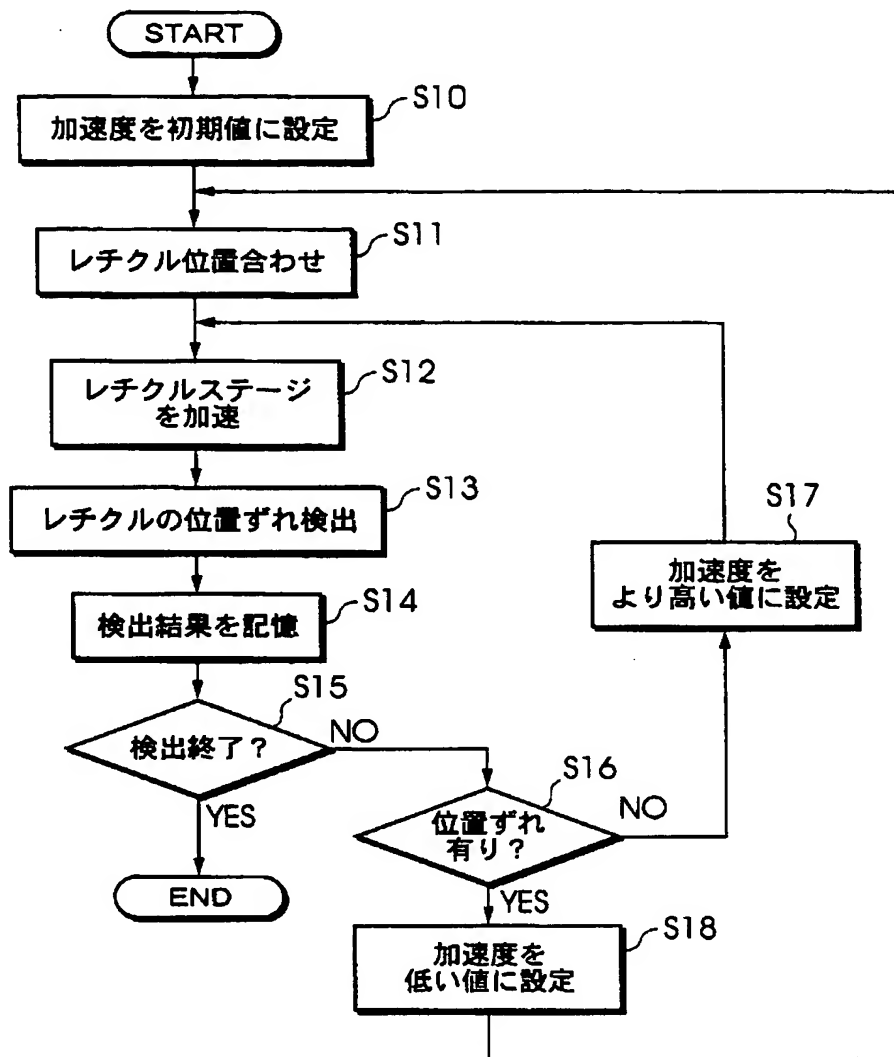 START
S10
加速度を初期値に設定
S11
レチクル位置合わせ
S12
レチクルステージ
を加速
S13
レチクルの位置ずれ検出
S17
加速度を
より高い値に設定
S14
検出結果を記憶
S15
検出終了?
NO
YES
S16
位置ずれ
有り?
NO
YES
END
S18
加速度を
低い値に設定